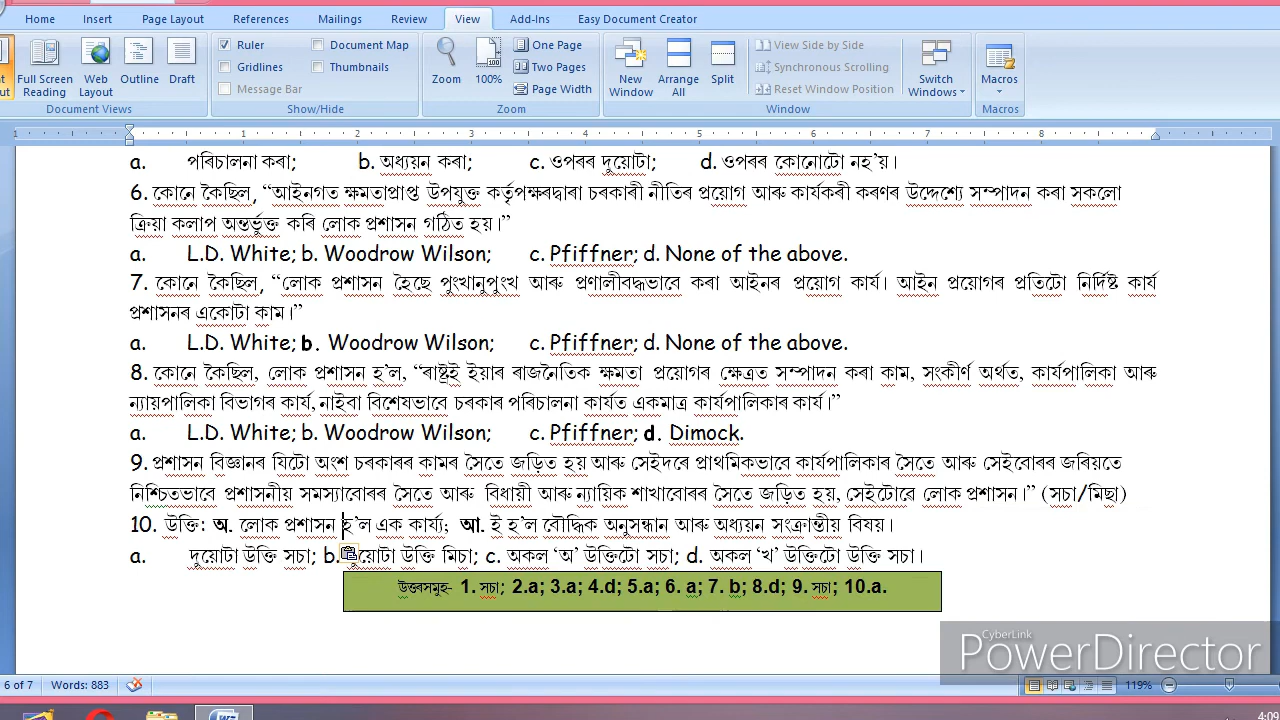 Home Insert Page Layout References Mailings Review View Add-Ins Easy Document Creator
Ruler Document Map One Page View Side by Side
Gridlines Thumbnails Two Pages Synchronous Scrolling
Message Bar Page Width Reset Window Position
Full Screen Reading Web Layout Outline Draft Zoom 100% New Window Arrange All Split Switch Windows Macros
Document Views Show/Hide Zoom Window Macros
1 1 2 3 4 5 6 7 8
a. পৰিচালনা কৰা; b. অধ্যয়ন কৰা; c. ওপৰৰ দুয়োটা; d. ওপৰৰ কোনোটো নহ'য়।
6. কোনে কৈছিল, “আইনগত ক্ষমতাপ্ৰাপ্ত উপযুক্ত কৰ্তৃপক্ষৰদ্বাৰা চৰকাৰী নীতিৰ প্ৰয়োগ আৰু কাৰ্যকৰী কৰণৰ উদ্দেশ্যে সম্পাদন কৰা সকলো
ক্ৰিয়া কলাপ অন্তৰ্ভুক্ত কৰি লোক প্ৰশাসন গঠিত হয়।”
a. L.D. White; b. Woodrow Wilson; c. Pfiffner; d. None of the above.
7. কোনে কৈছিল, “লোক প্ৰশাসন হৈছে পুংখানুপুংখ আৰু প্ৰণালীবদ্ধভাবে কৰা আইনৰ প্ৰয়োগ কাৰ্য। আইন প্ৰয়োগৰ প্ৰতিটো নিৰ্দিষ্ট কাৰ্য
প্ৰশাসনৰ একোটা কাম।”
a. L.D. White; b. Woodrow Wilson; c. Pfiffner; d. None of the above.
8. কোনে কৈছিল, লোক প্ৰশাসন হ'ল, “ৰাষ্ট্ৰই ইয়াৰ ৰাজনৈতিক ক্ষমতা প্ৰয়োগৰ ক্ষেত্ৰত সম্পাদন কৰা কাম, সংকীৰ্ণ অৰ্থত, কাৰ্যপালিকা আৰু
ন্যায়পালিকা বিভাগৰ কাৰ্য, নাইবা বিশেষভাবে চৰকাৰ পৰিচালনা কাৰ্যত একমাত্ৰ কাৰ্যপালিকাৰ কাৰ্য।”
a. L.D. White; b. Woodrow Wilson; c. Pfiffner; d. Dimock.
9. প্ৰশাসন বিজ্ঞানৰ যিটো অংশ চৰকাৰৰ কামৰ সৈতে জড়িত হয় আৰু সেইদৰে প্ৰাথমিকভাবে কাৰ্যপালিকাৰ সৈতে আৰু সেইবোৰৰ জৰিয়তে
নিশ্চিতভাবে প্ৰশাসনীয় সমস্যাবোৰৰ সৈতে আৰু বিধায়ী আৰু ন্যায়িক শাখাবোৰৰ সৈতে জড়িত হয়, সেইটোৱে লোক প্ৰশাসন।” (সচা/মিছা)
10. উক্তি: অ. লোক প্ৰশাসন হ'ল এক কাৰ্য্য; আ. ই হ'ল বৌদ্ধিক অনুসন্ধান আৰু অধ্যয়ন সংক্ৰান্তীয় বিষয়।
a. দুয়োটা উক্তি সচা; b. দুয়োটা উক্তি মিচা; c. অকল ‘অ’ উক্তিটো সচা; d. অকল ‘খ’ উক্তিটো উক্তি সচা।
উত্তৰসমুহ- 1. সচা; 2.a; 3.a; 4.d; 5.a; 6. a; 7. b; 8.d; 9. সচা; 10.a.
CyberLink
PowerDirector
6 of 7 Words: 883 119%
4:09